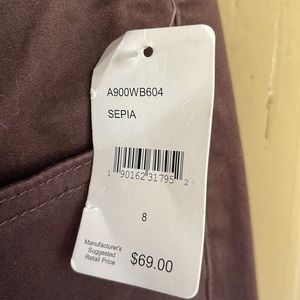 A900WB604
SEPIA
1 90162 31795 2
8
Manufacturer's
Suggested
Retail Price
$69.00